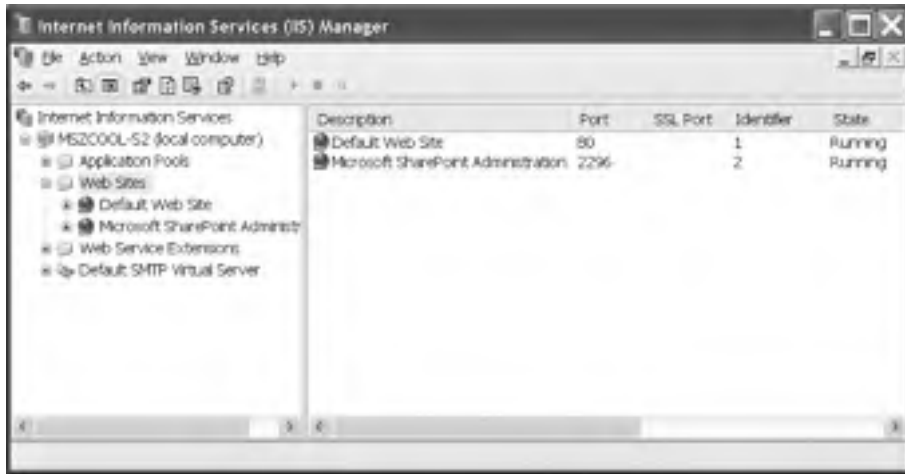 Internet Information Services (IIS) Manager
File Action View Window Help
Internet Information Services
MSZCOOL-S2 (local computer)
Application Pools
Web Sites
Default Web Site
Microsoft SharePoint Administr
Web Service Extensions
Default SMTP Virtual Server
Description Port SSL Port Identifier State
Default Web Site 80 1 Running
Microsoft SharePoint Administration 2296 2 Running